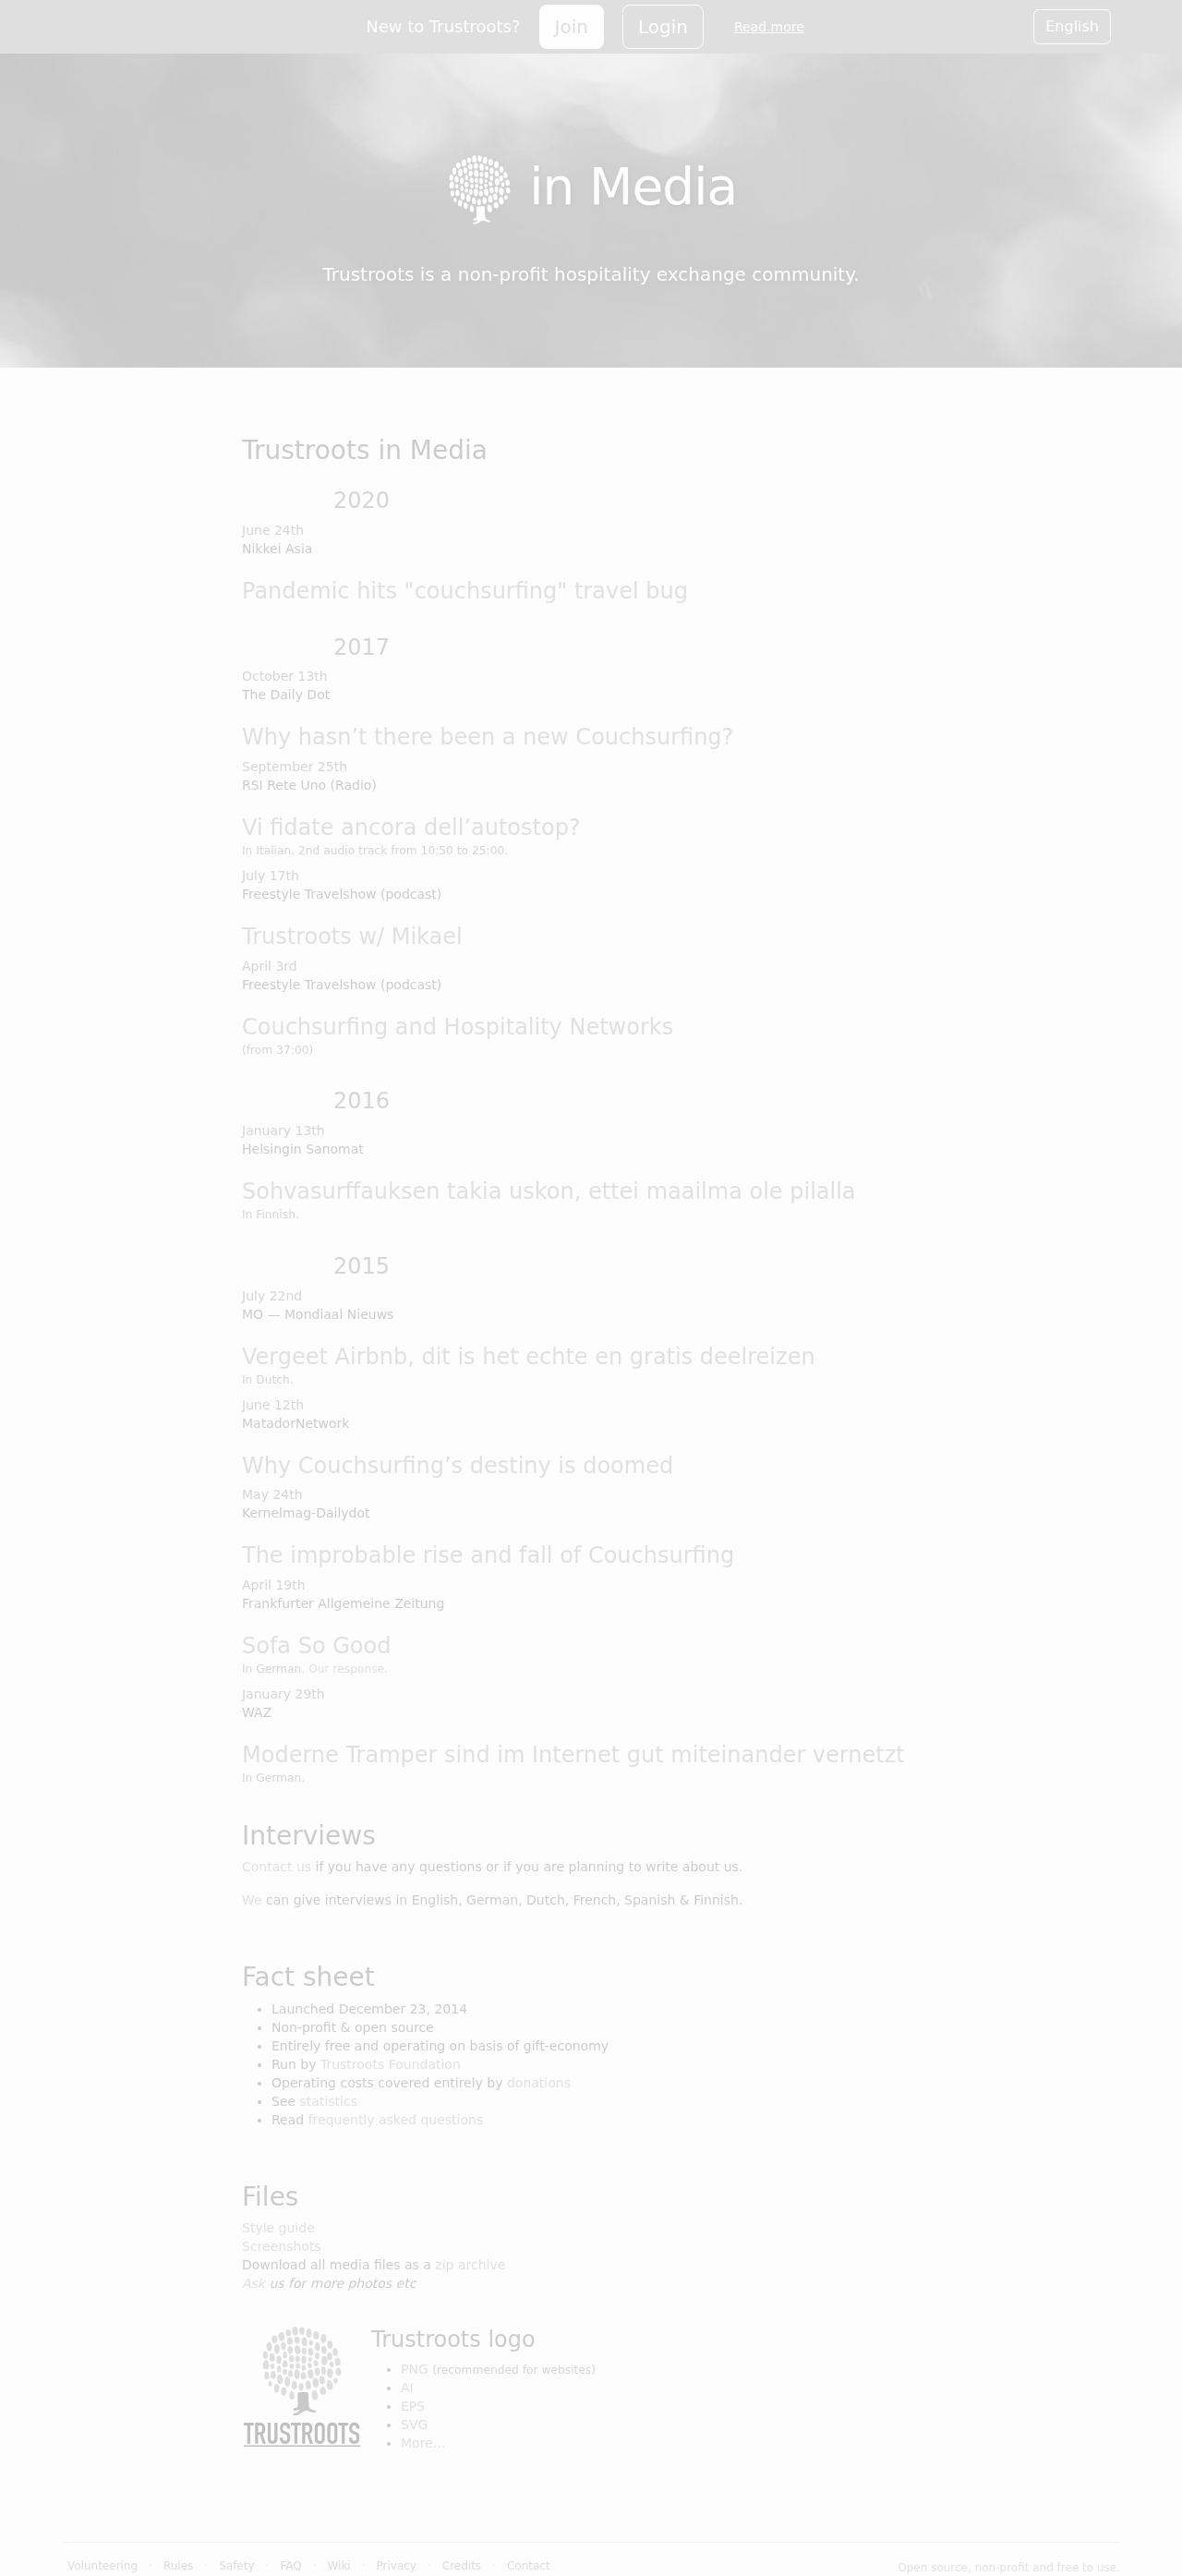 New to Trustroots? Join Login Read more English
in Media
Trustroots is a non-profit hospitality exchange community.
Trustroots in Media
2020
June 24th
Nikkei Asia
Pandemic hits "couchsurfing" travel bug
2017
October 13th
The Daily Dot
Why hasn’t there been a new Couchsurfing?
September 25th
RSI Rete Uno (Radio)
Vi fidate ancora dell’autostop?
In Italian. 2nd audio track from 10:50 to 25:00.
July 17th
Freestyle Travelshow (podcast)
Trustroots w/ Mikael
April 3rd
Freestyle Travelshow (podcast)
Couchsurfing and Hospitality Networks
(from 37:00)
2016
January 13th
Helsingin Sanomat
Sohvasurffauksen takia uskon, ettei maailma ole pilalla
In Finnish.
2015
July 22nd
MO — Mondiaal Nieuws
Vergeet Airbnb, dit is het echte en gratis deelreizen
In Dutch.
June 12th
MatadorNetwork
Why Couchsurfing’s destiny is doomed
May 24th
Kernelmag-Dailydot
The improbable rise and fall of Couchsurfing
April 19th
Frankfurter Allgemeine Zeitung
Sofa So Good
In German. Our response.
January 29th
WAZ
Moderne Tramper sind im Internet gut miteinander vernetzt
In German.
Interviews
Contact us if you have any questions or if you are planning to write about us.
We can give interviews in English, German, Dutch, French, Spanish & Finnish.
Fact sheet
• Launched December 23, 2014
• Non-profit & open source
• Entirely free and operating on basis of gift-economy
• Run by Trustroots Foundation
• Operating costs covered entirely by donations
• See statistics
• Read frequently asked questions
Files
Style guide
Screenshots
Download all media files as a zip archive
Ask us for more photos etc
TRUSTROOTS
Trustroots logo
• PNG (recommended for websites)
• AI
• EPS
• SVG
• More...
Volunteering · Rules · Safety · FAQ · Wiki · Privacy · Credits · Contact
Open source, non-profit and free to use.